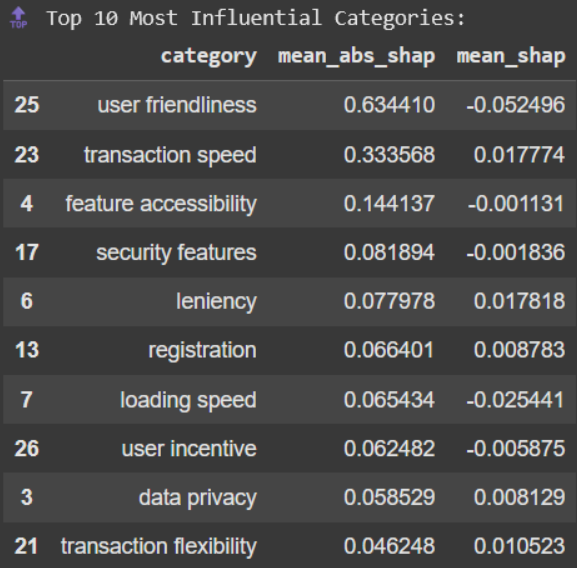 TOP Top 10 Most Influential Categories:
category mean_abs_shap mean_shap
25 user friendliness 0.634410 -0.052496
23 transaction speed 0.333568 0.017774
4 feature accessibility 0.144137 -0.001131
17 security features 0.081894 -0.001836
6 leniency 0.077978 0.017818
13 registration 0.066401 0.008783
7 loading speed 0.065434 -0.025441
26 user incentive 0.062482 -0.005875
3 data privacy 0.058529 0.008129
21 transaction flexibility 0.046248 0.010523